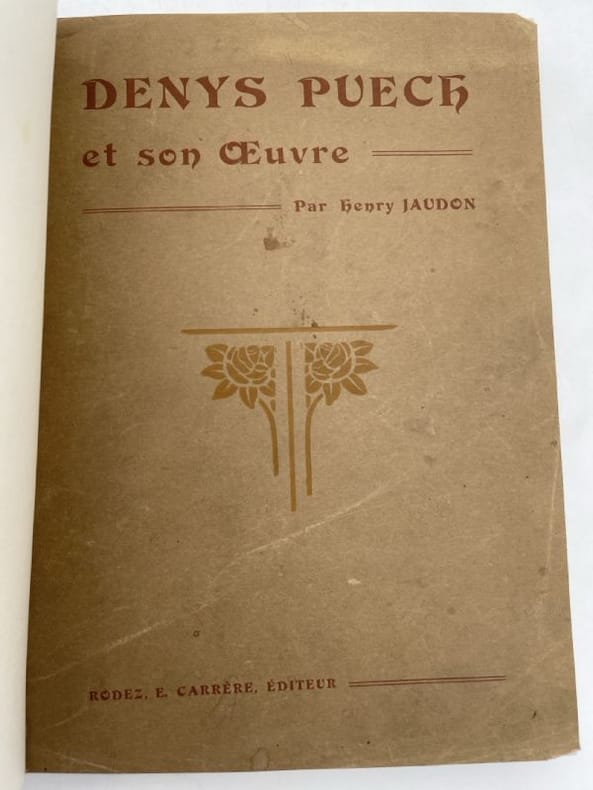 DENYS PUECH
et son Œuvre
Par Henry JAUDON
RODEZ, E. CARRÈRE, ÉDITEUR